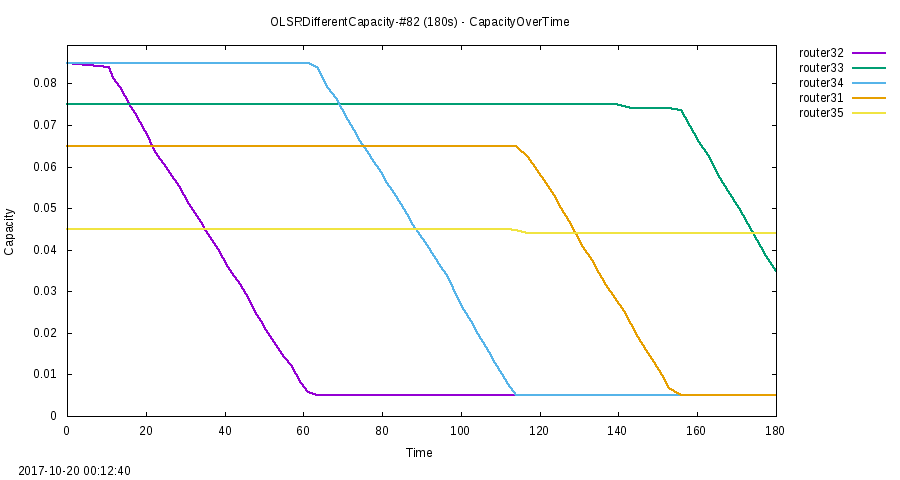 OLSRDifferentCapacity-#82 (180s) - CapacityOverTime
router32
router33
router34
router31
router35
0.08
0.07
0.06
0.05
0.04
0.03
0.02
0.01
0
Capacity
0 20 40 60 80 100 120 140 160 180
Time
2017-10-20 00:12:40